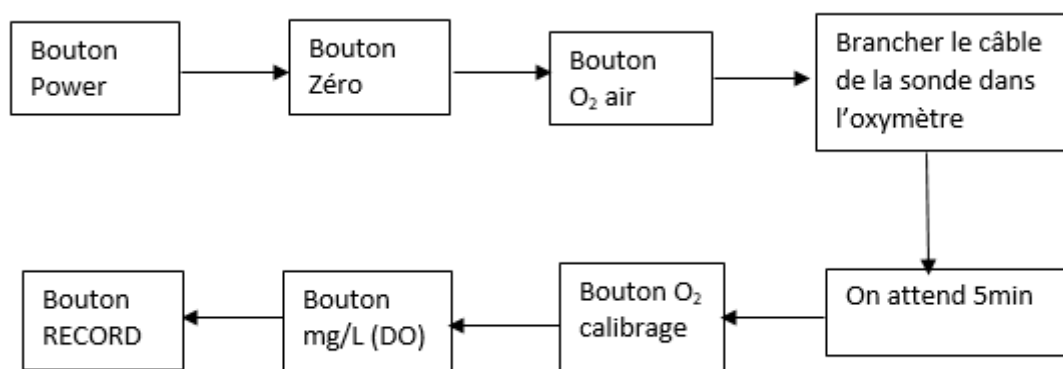 Bouton
Power
Bouton
Zéro
Bouton
O₂ air
Brancher le câble
de la sonde dans
l'oxymètre
On attend 5min
Bouton O₂
calibrage
Bouton
mg/L (DO)
Bouton
RECORD